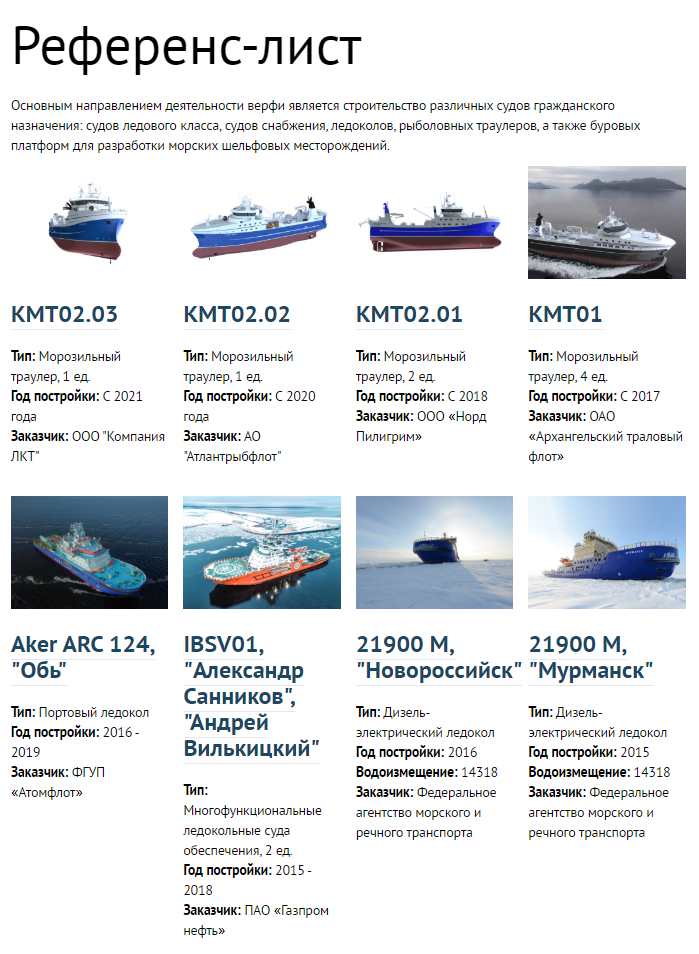 Референс-лист
Основным направлением деятельности верфи является строительство различных судов гражданского
назначения: судов ледового класса, судов снабжения, ледоколов, рыболовных траулеров, а также буровых
платформ для разработки морских шельфовых месторождений.
КМТ02.03
Тип: Морозильный
траулер, 1 ед.
Год постройки: С 2021
года
Заказчик: ООО "Компания
ЛКТ"
КМТ02.02
Тип: Морозильный
траулер, 1 ед.
Год постройки: С 2020
года
Заказчик: АО
"Атлантрыбфлот"
КМТ02.01
Тип: Морозильный
траулер, 2 ед.
Год постройки: С 2018
Заказчик: ООО «Норд
Пилигрим»
КМТ01
Тип: Морозильный
траулер, 4 ед.
Год постройки: С 2017
Заказчик: ОАО
«Архангельский траловый
флот»
Aker ARC 124,
"Обь"
Тип: Портовый ледокол
Год постройки: 2016 -
2019
Заказчик: ФГУП
«Атомфлот»
IBSV01,
"Александр
Санников",
"Андрей
Вилькицкий"
Тип:
Многофункциональные
ледокольные суда
обеспечения, 2 ед.
Год постройки: 2015 -
2018
Заказчик: ПАО «Газпром
нефть»
21900 М,
"Новороссийск"
Тип: Дизель-
электрический ледокол
Год постройки: 2016
Водоизмещение: 14318
Заказчик: Федеральное
агентство морского и
речного транспорта
21900 М,
"Мурманск"
Тип: Дизель-
электрический ледокол
Год постройки: 2015
Водоизмещение: 14318
Заказчик: Федеральное
агентство морского и
речного транспорта